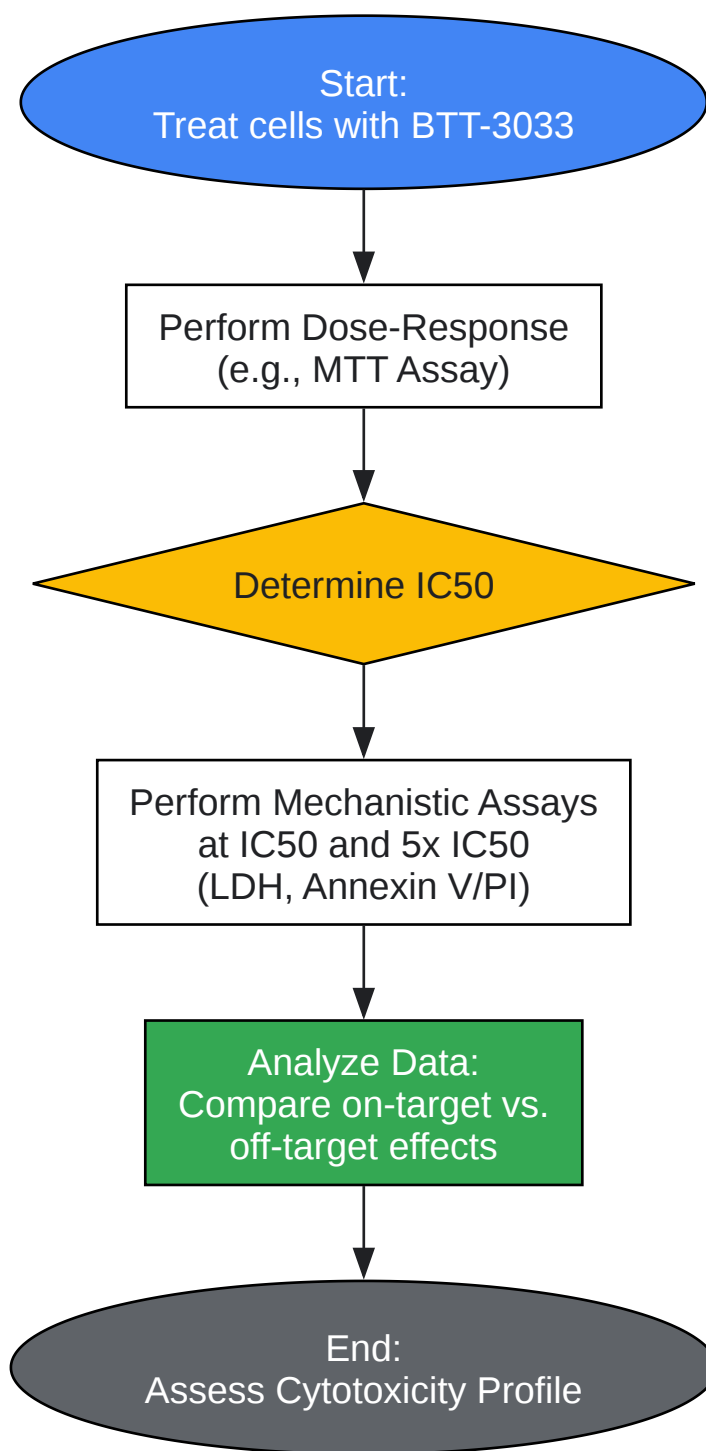 Start:
Treat cells with BTT-3033
Perform Dose-Response
(e.g., MTT Assay)
Determine IC50
Perform Mechanistic Assays
at IC50 and 5x IC50
(LDH, Annexin V/PI)
Analyze Data:
Compare on-target vs.
off-target effects
End:
Assess Cytotoxicity Profile